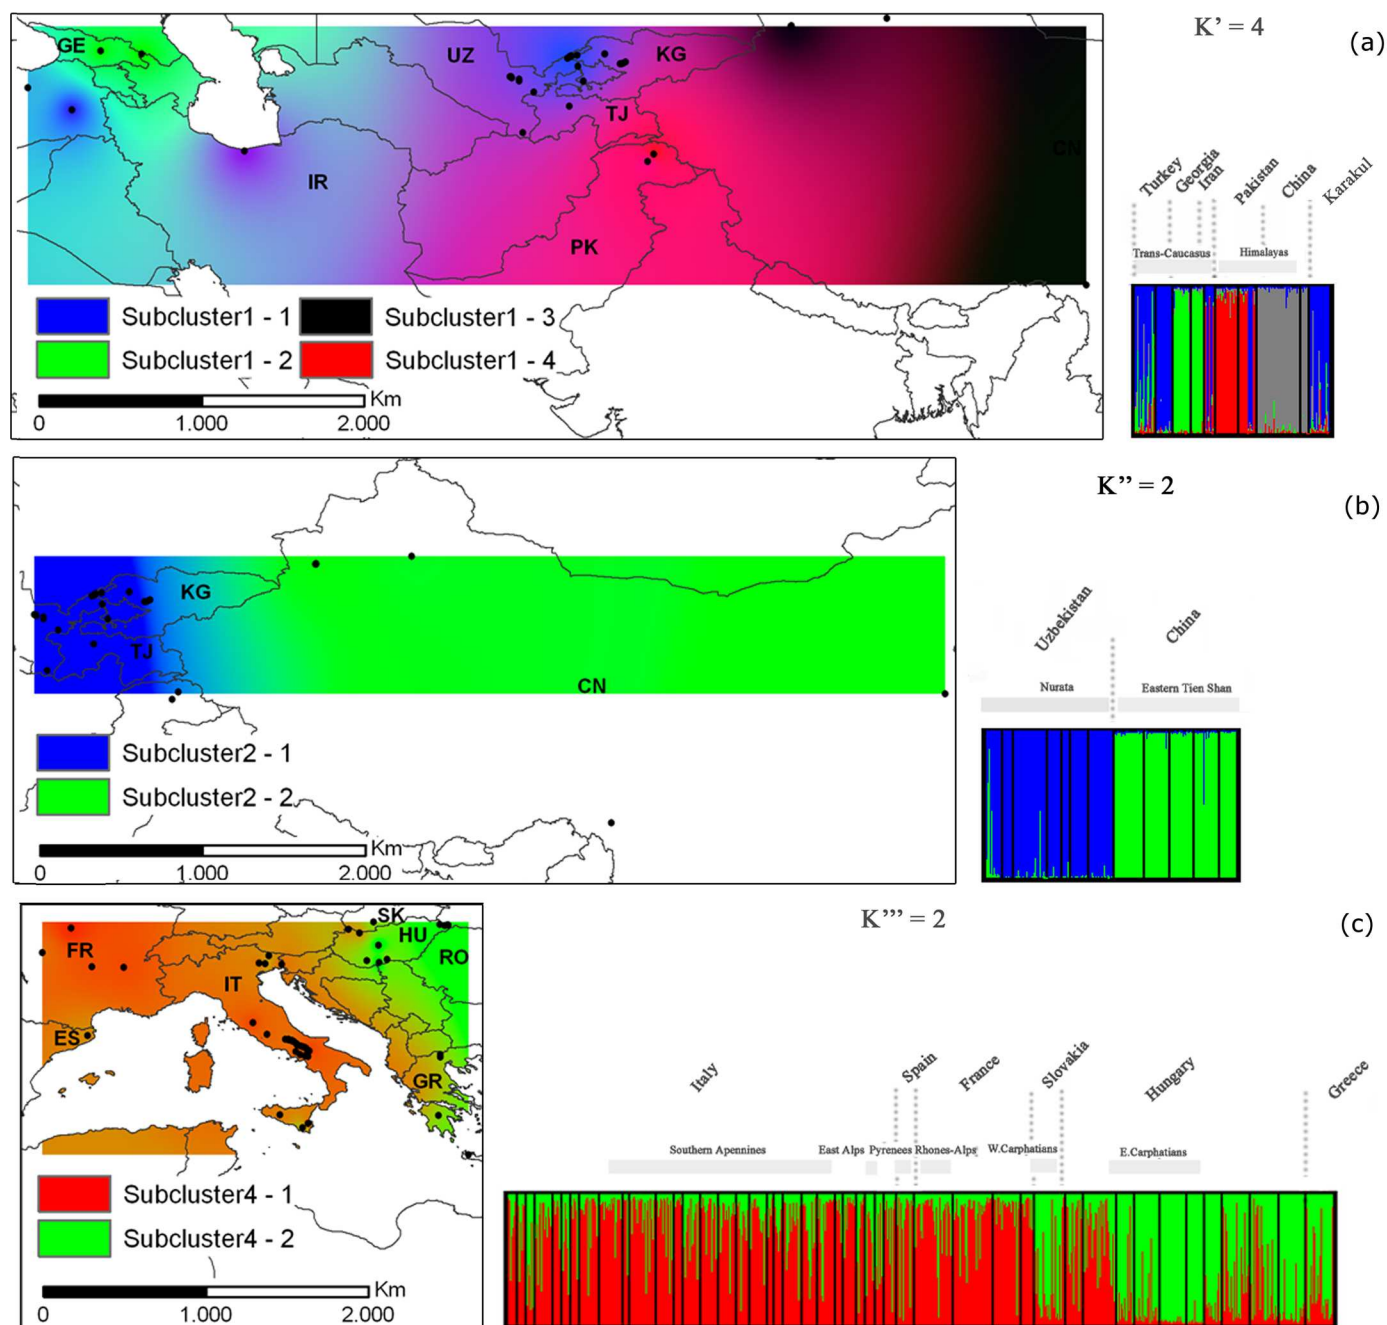 K’ = 4
(a)
GE
UZ
KG
TJ
CN
IR
PK
Subcluster1 - 1
Subcluster1 - 3
Subcluster1 - 2
Subcluster1 - 4
Km
0
1.000
2.000
Turkey
Georgia
Iran
Pakistan
China
Karakul
Trans-Caucasus
Himalayas
K’’ = 2
(b)
KG
TJ
CN
Subcluster2 - 1
Subcluster2 - 2
Km
0
1.000
2.000
Uzbekistan
China
Nurata
Eastern Tien Shan
K’’’ = 2
(c)
SK
FR
HU
RO
IT
ES
GR
Subcluster4 - 1
Subcluster4 - 2
Km
0
1.000
2.000
Italy
Spain
France
Slovakia
Hungary
Greece
Southern Apennines
East Alps
Pyrenees
Rhones-Alps
W.Carphatians
E.Carphatians